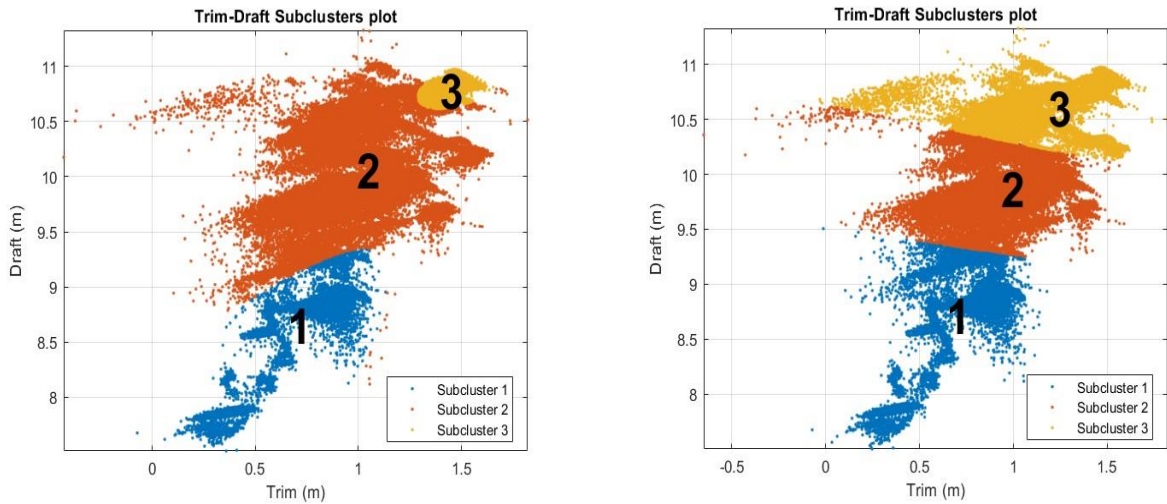 Trim-Draft Subclusters plot
11
10.5
10
9.5
9
8.5
8
Draft (m)
3
2
1
Subcluster 1
Subcluster 2
Subcluster 3
0
0.5
1
1.5
Trim (m)
Trim-Draft Subclusters plot
11
10.5
10
9.5
9
8.5
8
Draft (m)
3
2
1
Subcluster 1
Subcluster 2
Subcluster 3
-0.5
0
0.5
1
1.5
Trim (m)